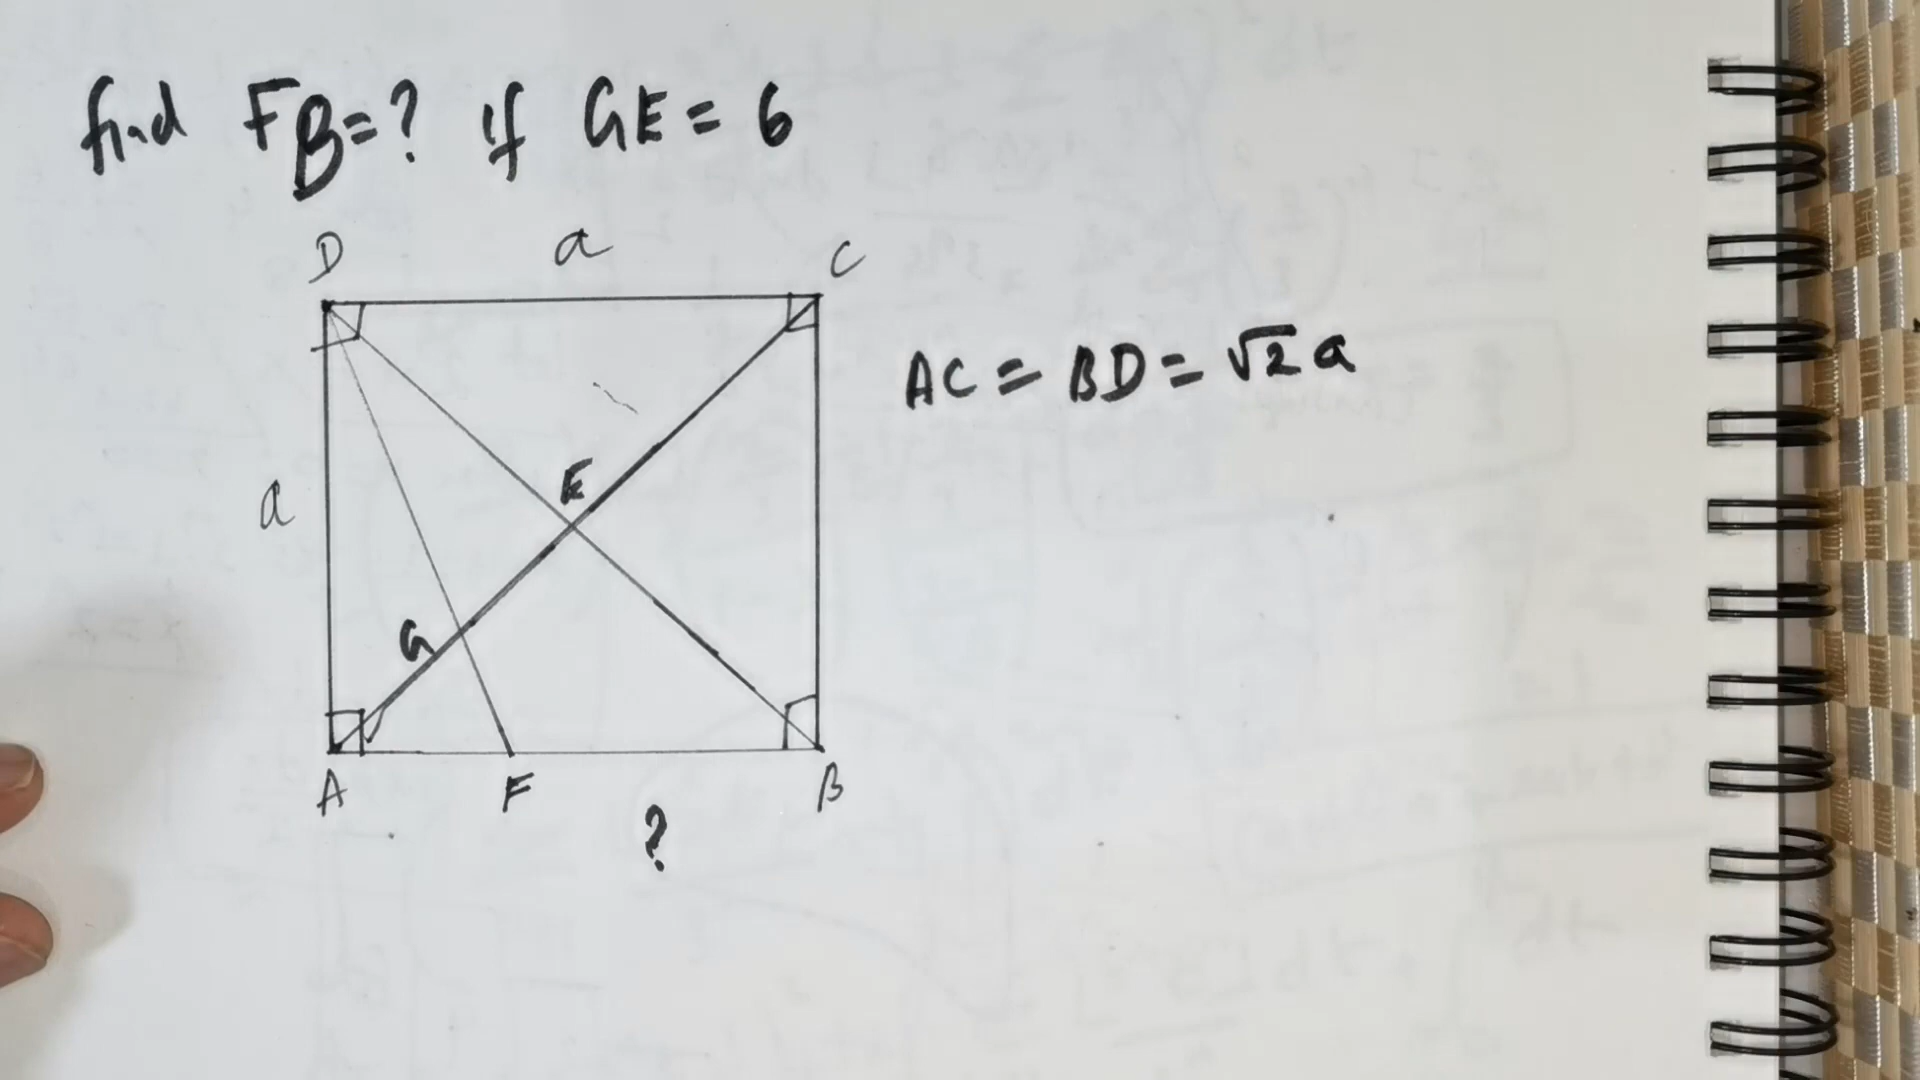 find FB=? if GE = 6
D a C
AC = BD = √2 a
E
a
G
A F B
?